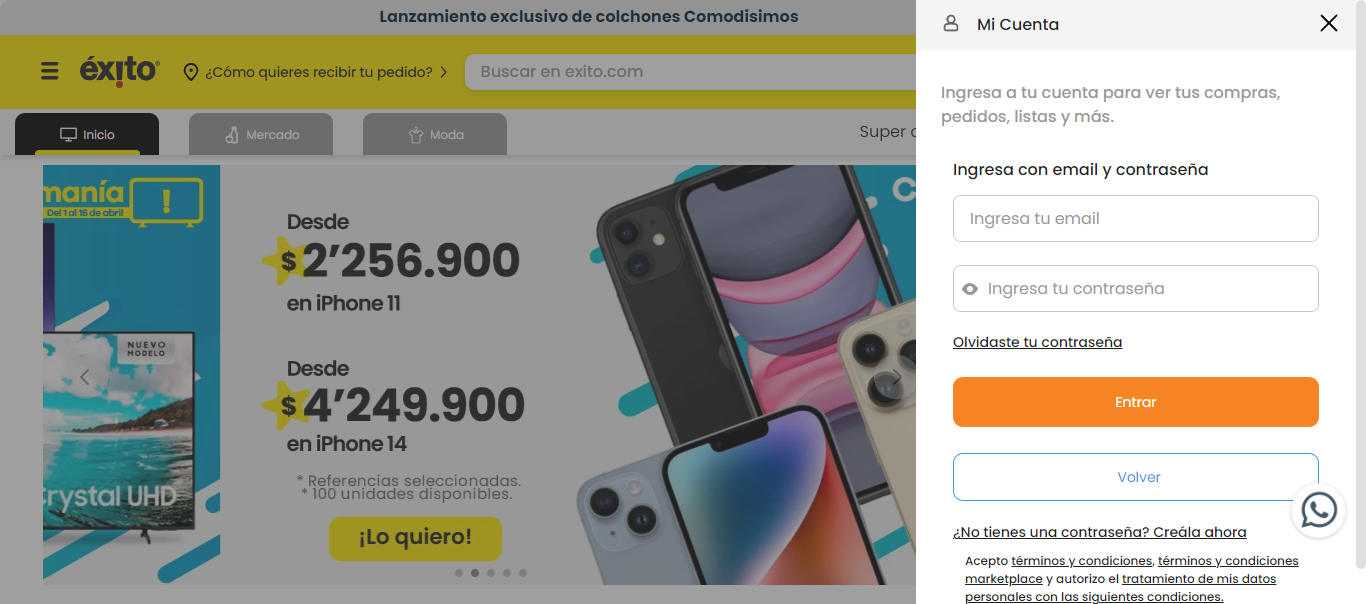 Lanzamiento exclusivo de colchones Comodisimos
éxito
¿Cómo quieres recibir tu pedido?
Buscar en exito.com
Inicio
Mercado
Moda
Super
manía
Del 1 al 16 de abril
!
NUEVO
MODELO
Crystal UHD
Desde
$2’256.900
en iPhone 11
Desde
$4’249.900
en iPhone 14
* Referencias seleccionadas.
* 100 unidades disponibles.
¡Lo quiero!
Mi Cuenta
Ingresa a tu cuenta para ver tus compras,
pedidos, listas y más.
Ingresa con email y contraseña
Ingresa tu email
Ingresa tu contraseña
Olvidaste tu contraseña
Entrar
Volver
¿No tienes una contraseña? Creála ahora
Acepto términos y condiciones, términos y condiciones
marketplace y autorizo el tratamiento de mis datos
personales con las siguientes condiciones.